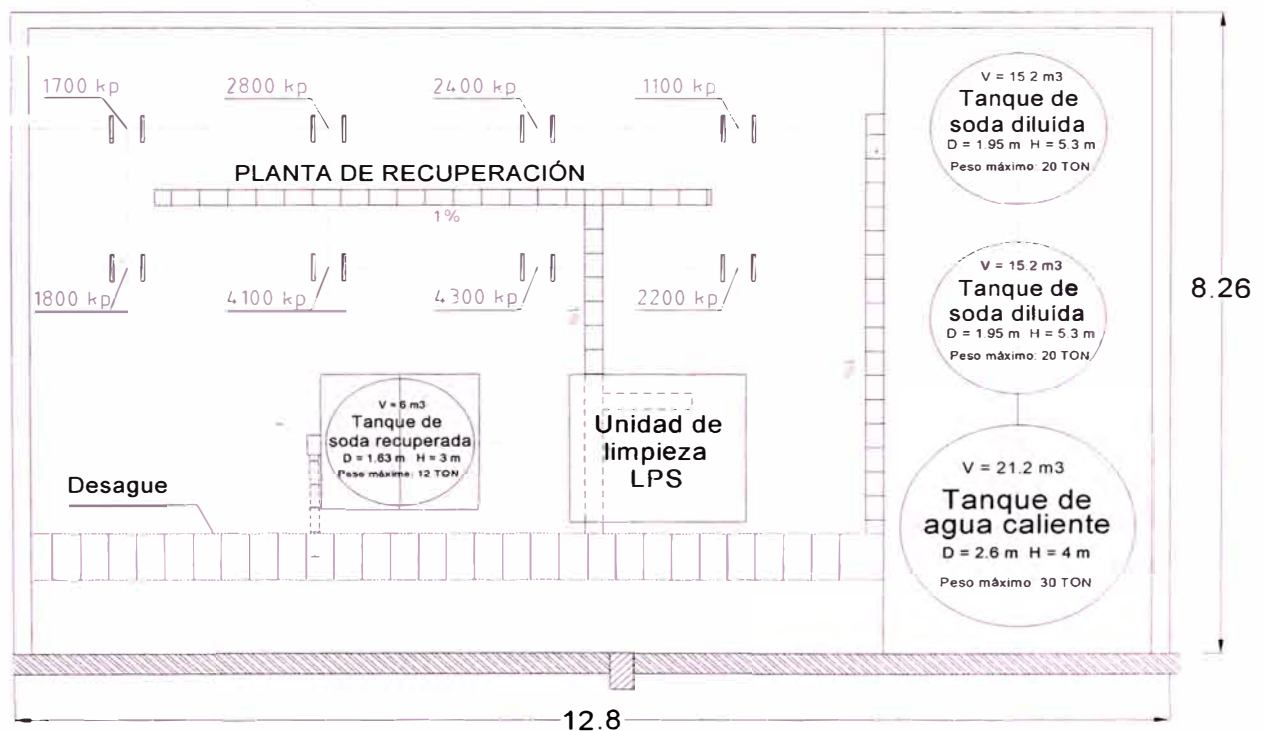 1700 kp
2800 kp
2400 kp
1100 kp
PLANTA DE RECUPERACIÓN
1%
1800 kp
4100 kp
4300 kp
2200 kp
V = 15.2 m3
Tanque de
soda diluida
D = 1.95 m H = 5.3 m
Peso máximo: 20 TON
V = 15.2 m3
Tanque de
soda diluida
D = 1.95 m H = 5.3 m
Peso máximo: 20 TON
8.26
V = 6 m3
Tanque de
soda recuperada
D = 1.63 m H = 3 m
Peso máximo: 12 TON
Unidad de
limpieza
LPS
Desague
V = 21.2 m3
Tanque de
agua caliente
D = 2.6 m H = 4 m
Peso máximo 30 TON
12.8